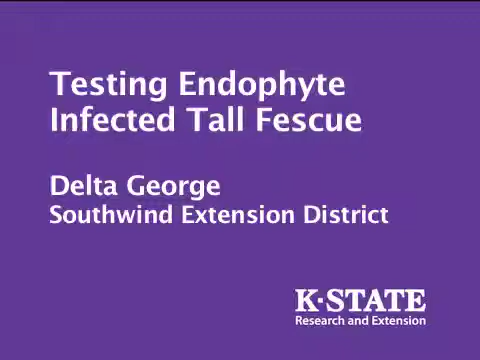 Testing Endophyte
Infected Tall Fescue
Delta George
Southwind Extension District
K·STATE
Research and Extension